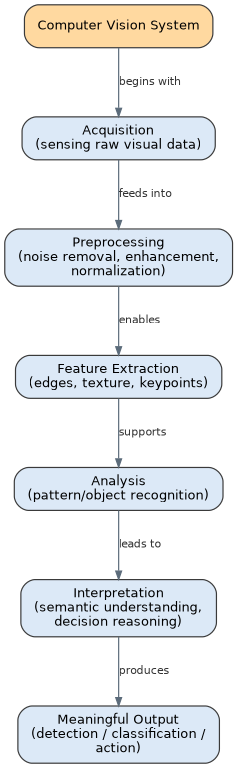 Computer Vision System
begins with
Acquisition
(sensing raw visual data)
feeds into
Preprocessing
(noise removal, enhancement,
normalization)
enables
Feature Extraction
(edges, texture, keypoints)
supports
Analysis
(pattern/object recognition)
leads to
Interpretation
(semantic understanding,
decision reasoning)
produces
Meaningful Output
(detection / classification /
action)